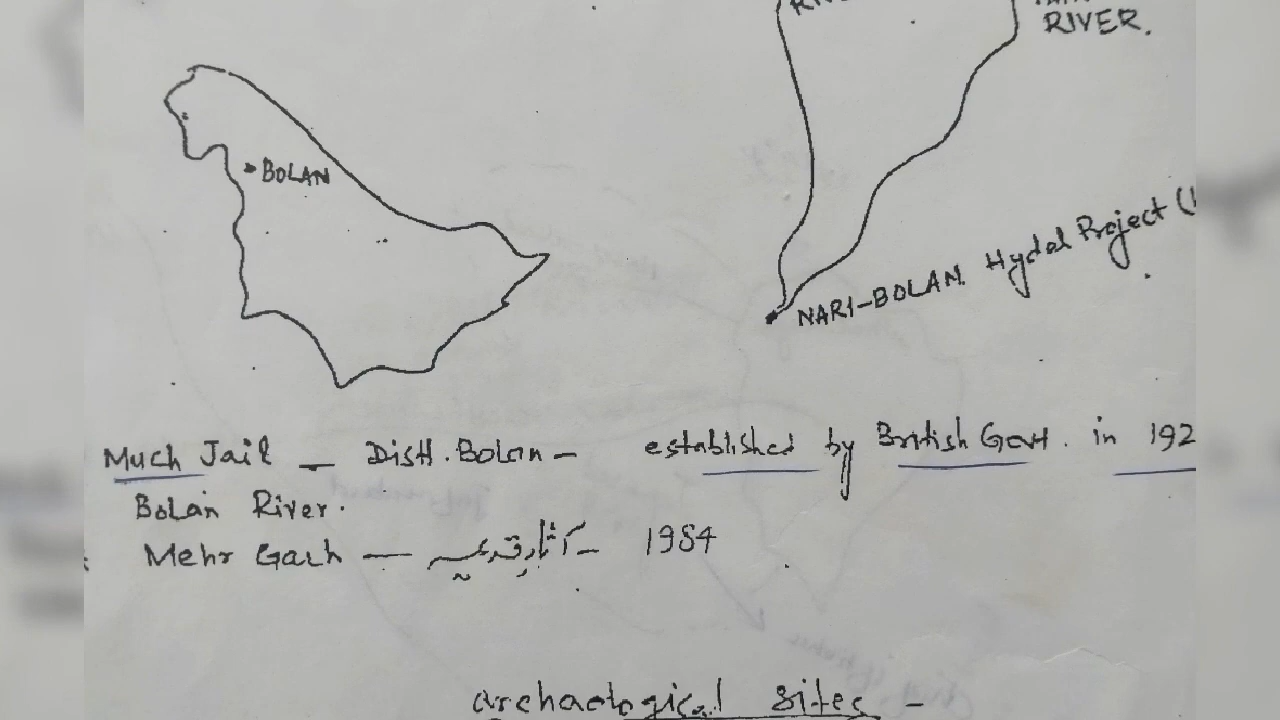 RIVER.
BOLAN
NARI-BOLAN Hydel Project (
Much Jail — Distt. Bolan — established by British Govt. in 192
Bolan River.
Mehr Garh — آثارِ قدیمہ — 1984
archaological sites —